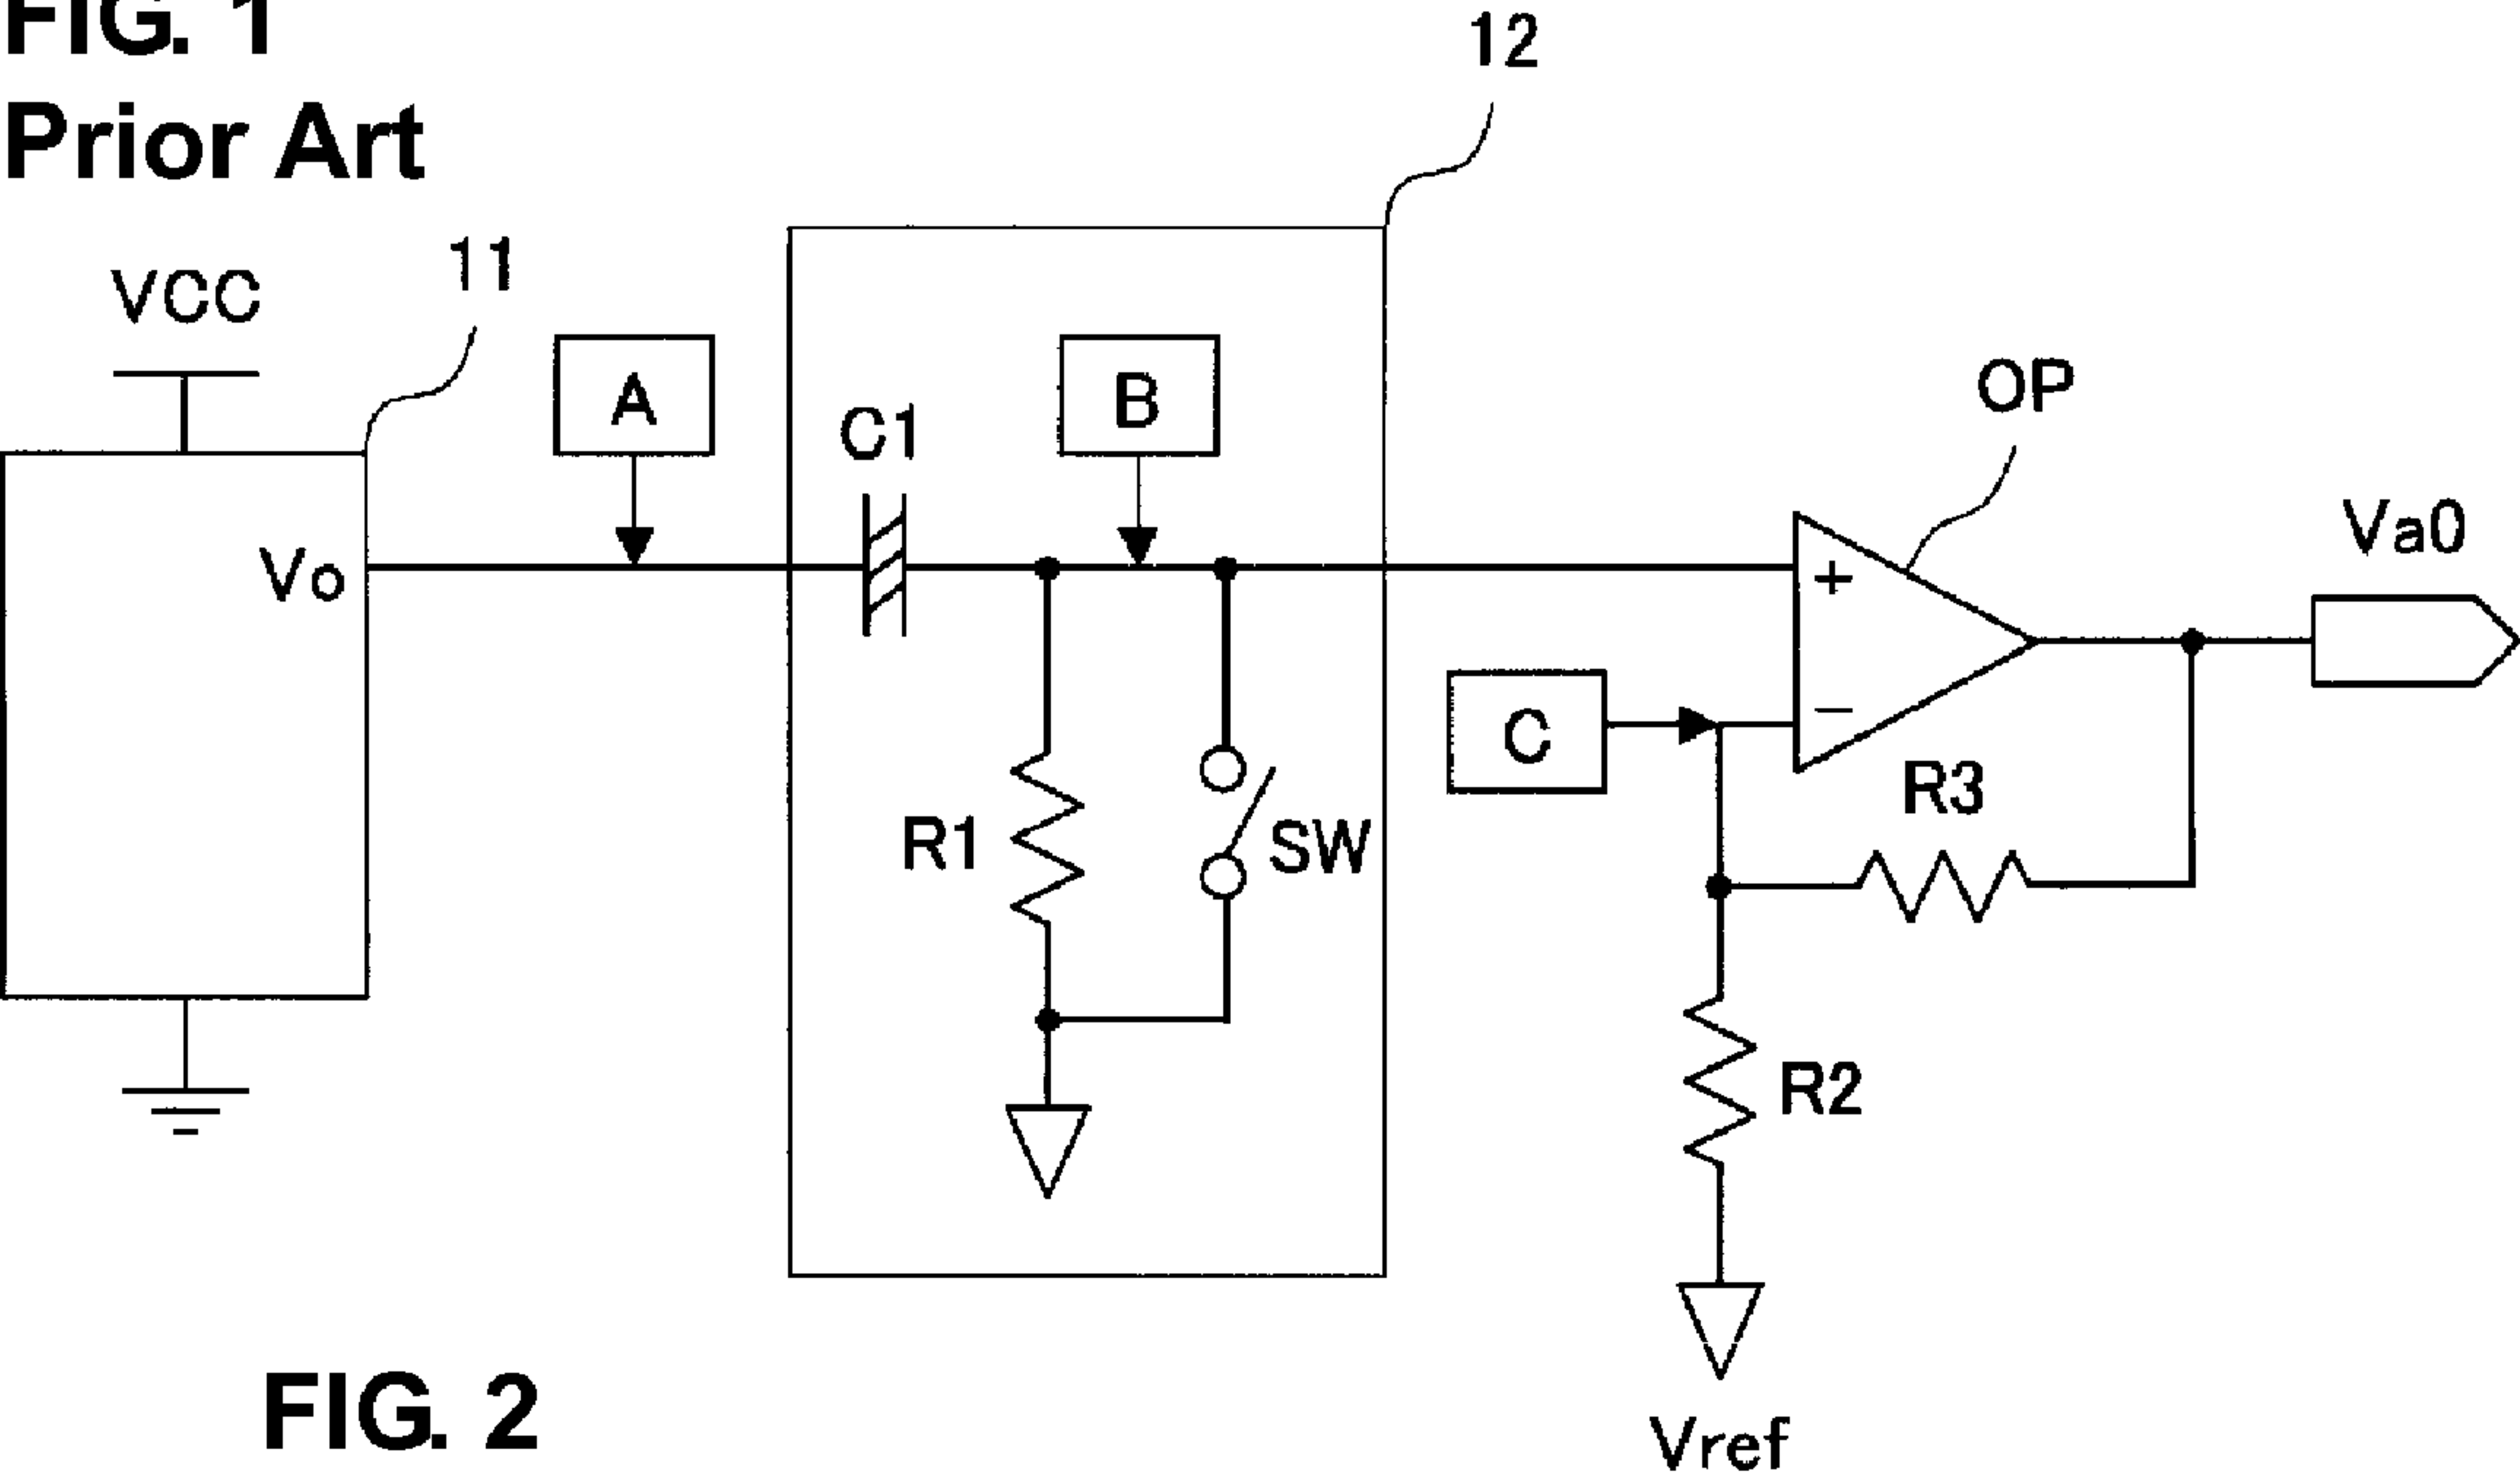 FIG. 1
Prior Art
12
VCC
11
A
B
C1
OP
Vo
Va0
+
−
C
R3
R1
SW
R2
FIG. 2
Vref